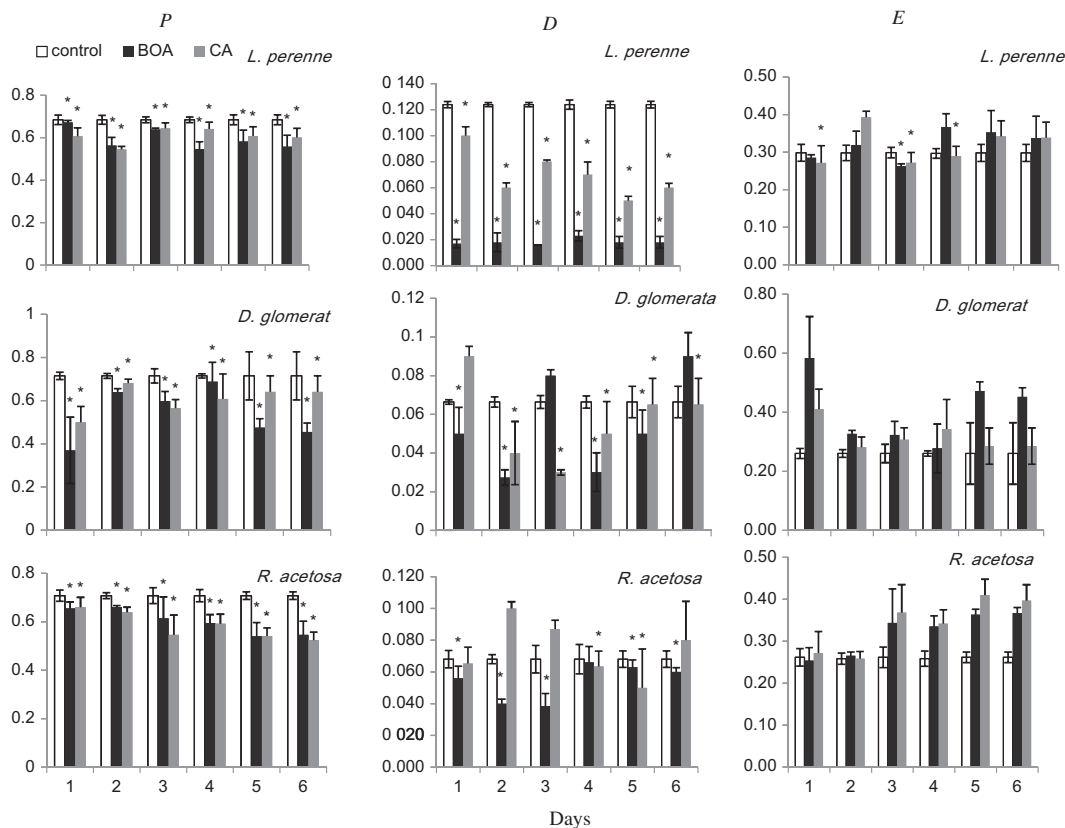 P
D
E
control BOA CA
L. perenne
0.8
* * * * * * * * * * * *
0.6
0.4
0.2
0
L. perenne
0 140
0.120
0.100
0.080
0.060
0 040
0.020
0.000
* * * * * * * * * * * *
L. perenne
0.50
0.40
0.30
0.20
0.10
0.00
* * * *
D. glomerat
1
0.8
0.6
0.4
0.2
0
* * * * * * * * * * * *
D. glomerata
0.12
0.1
0.08
0.06
0.04
0.02
0
* * * * * * * * *
D. glomerat
0.80
0.60
0.40
0.20
0.00
R. acetosa
0.8
0.6
0.4
0.2
0
* * * * * * * * * * * *
1 2 3 4 5 6
R. acetosa
0.120
0.100
0.080
0.060
0.040
0 020
0.000
* * * * * * *
1 2 3 4 5 6
R. acetosa
0.50
0.40
0.30
0.20
0.10
0.00
1 2 3 4 5 6
Days